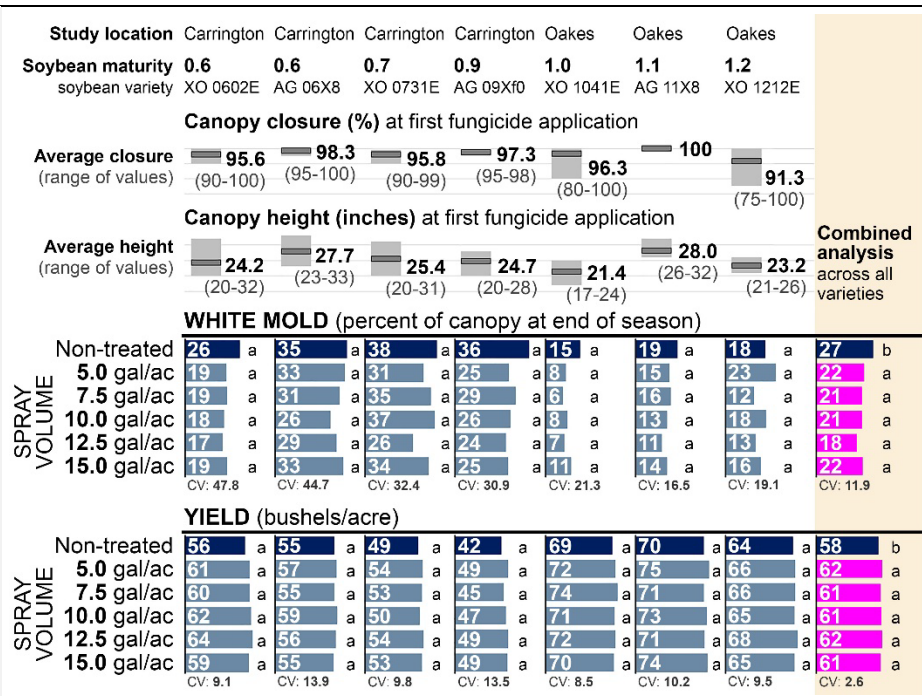 Study location Carrington Carrington Carrington Carrington Oakes Oakes Oakes
Soybean maturity 0.6 0.6 0.7 0.9 1.0 1.1 1.2
soybean variety XO 0602E AG 06X8 XO 0731E AG 09Xf0 XO 1041E AG 11X8 XO 1212E
Canopy closure (%) at first fungicide application
Average closure 95.6 98.3 95.8 97.3 96.3 100 91.3
(range of values) (90-100) (95-100) (90-99) (95-98) (80-100) (75-100)
Canopy height (inches) at first fungicide application
Average height 24.2 27.7 25.4 24.7 21.4 28.0 23.2
(range of values) (20-32) (23-33) (20-31) (20-28) (17-24) (26-32) (21-26)
Combined
analysis
across all
varieties
WHITE MOLD (percent of canopy at end of season)
SPRAY
VOLUME
Non-treated 26 a 35 a 38 a 36 a 15 a 19 a 18 a 27 b
5.0 gal/ac 19 a 33 a 31 a 25 a 8 a 15 a 23 a 22 a
7.5 gal/ac 19 a 31 a 35 a 29 a 6 a 16 a 12 a 21 a
10.0 gal/ac 18 a 26 a 37 a 26 a 8 a 13 a 18 a 21 a
12.5 gal/ac 17 a 29 a 26 a 24 a 7 a 11 a 13 a 18 a
15.0 gal/ac 19 a 33 a 34 a 25 a 11 a 14 a 16 a 22 a
CV: 47.8 CV: 44.7 CV: 32.4 CV: 30.9 CV: 21.3 CV: 16.5 CV: 19.1 CV: 11.9
YIELD (bushels/acre)
SPRAY
VOLUME
Non-treated 56 a 55 a 49 a 42 a 69 a 70 a 64 a 58 b
5.0 gal/ac 61 a 57 a 54 a 49 a 72 a 75 a 66 a 62 a
7.5 gal/ac 60 a 55 a 53 a 45 a 74 a 71 a 66 a 61 a
10.0 gal/ac 62 a 59 a 50 a 47 a 71 a 73 a 65 a 61 a
12.5 gal/ac 64 a 56 a 54 a 49 a 72 a 71 a 68 a 62 a
15.0 gal/ac 59 a 55 a 53 a 49 a 70 a 74 a 65 a 61 a
CV: 9.1 CV: 13.9 CV: 9.8 CV: 13.5 CV: 8.5 CV: 10.2 CV: 9.5 CV: 2.6